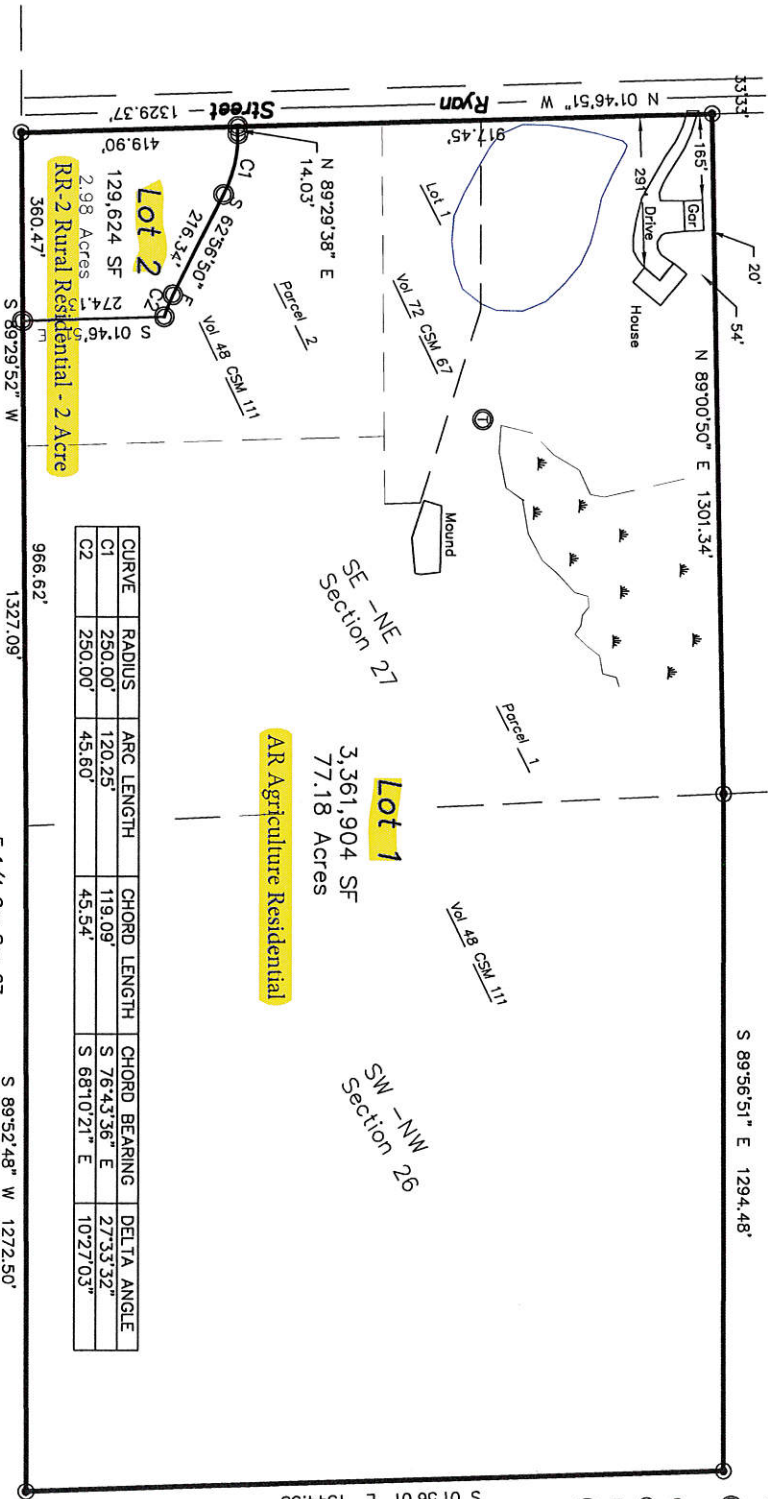 33'33'
165'
20'
54'
Gar
Drive
291'
House
N 89°00'50" E 1301.34'
S 89°56'51" E 1294.48'
Street
Ryan
N 01°46'51" W
1329.37'
419.90'
917.45'
N 89°29'38" E
14.03'
C1
S 62°56'50" E
216.34'
C2
Lot 1
Vol 72 CSM 67
Parcel 2
Vol 48 CSM 111
T
Mound
Parcel 1
SE -NE
Section 27
Lot 2
129,624 SF
2.98 Acres
RR-2 Rural Residential - 2 Acre
360.47'
S 01°46'51" E
S 89°29'52" W
966.62'
1327.09'
Lot 1
3,361,904 SF
77.18 Acres
AR Agriculture Residential
Vol 48 CSM 111
SW -NW
Section 26
CURVE RADIUS ARC LENGTH CHORD LENGTH CHORD BEARING DELTA ANGLE
C1 250.00' 120.25' 119.09' S 76°43'36" E 27°33'32"
C2 250.00' 45.60' 45.54' S 68°10'21" E 10°27'03"
S 89°52'48" W 1272.50'